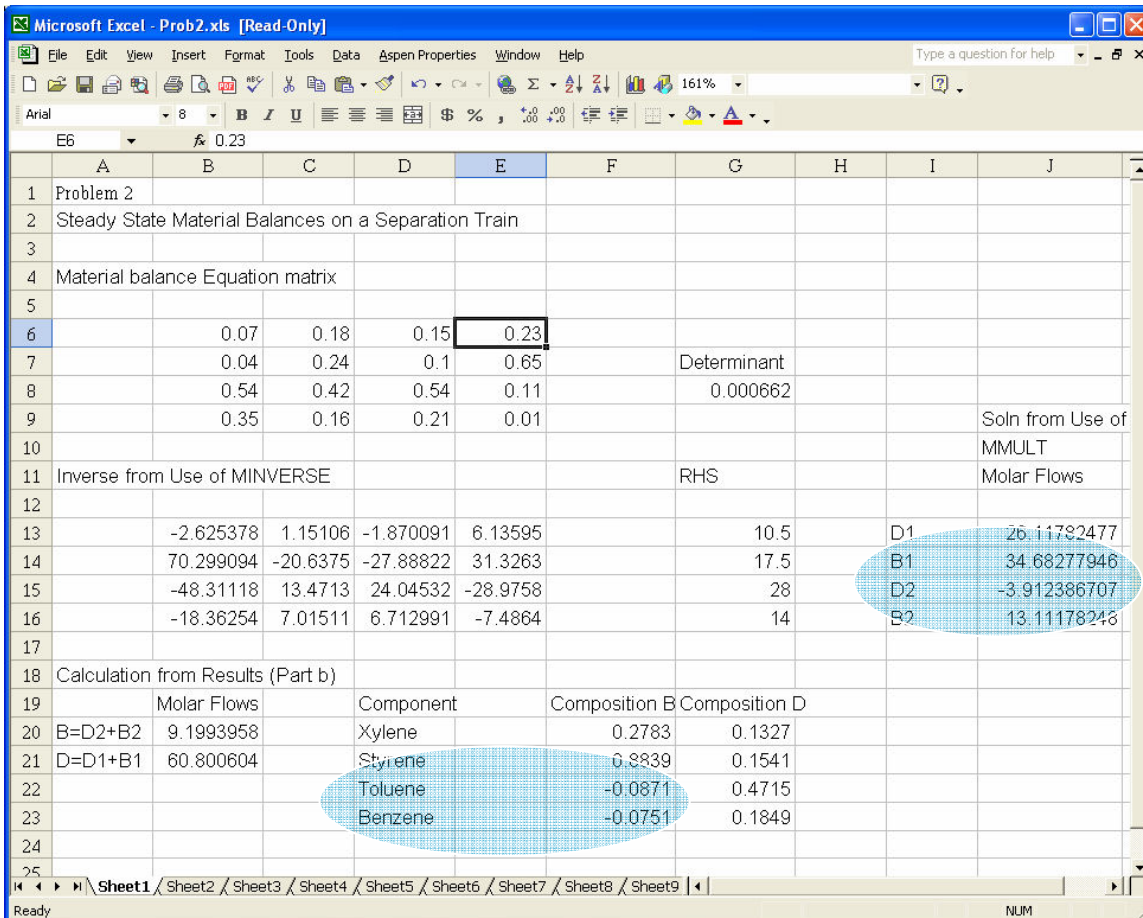 Microsoft Excel - Prob2.xls [Read-Only]
File Edit View Insert Format Tools Data Aspen Properties Window Help Type a question for help
161%
Arial 8 B I U $ % ,
E6 fx 0.23
A B C D E F G H I J
1 Problem 2
2 Steady State Material Balances on a Separation Train
3
4 Material balance Equation matrix
5
6 0.07 0.18 0.15 0.23
7 0.04 0.24 0.1 0.65 Determinant
8 0.54 0.42 0.54 0.11 0.000662
9 0.35 0.16 0.21 0.01 Soln from Use of
10 MMULT
11 Inverse from Use of MINVERSE RHS Molar Flows
12
13 -2.625378 1.15106 -1.870091 6.13595 10.5 D1 26.11782477
14 70.299094 -20.6375 -27.88822 31.3263 17.5 B1 34.68277946
15 -48.31118 13.4713 24.04532 -28.9758 28 D2 -3.912386707
16 -18.36254 7.01511 6.712991 -7.4864 14 B2 13.11178248
17
18 Calculation from Results (Part b)
19 Molar Flows Component Composition B Composition D
20 B=D2+B2 9.1993958 Xylene 0.2783 0.1327
21 D=D1+B1 60.800604 Styrene 0.8839 0.1541
22 Toluene -0.0871 0.4715
23 Benzene -0.0751 0.1849
24
25
Sheet1 / Sheet2 / Sheet3 / Sheet4 / Sheet5 / Sheet6 / Sheet7 / Sheet8 / Sheet9
Ready NUM